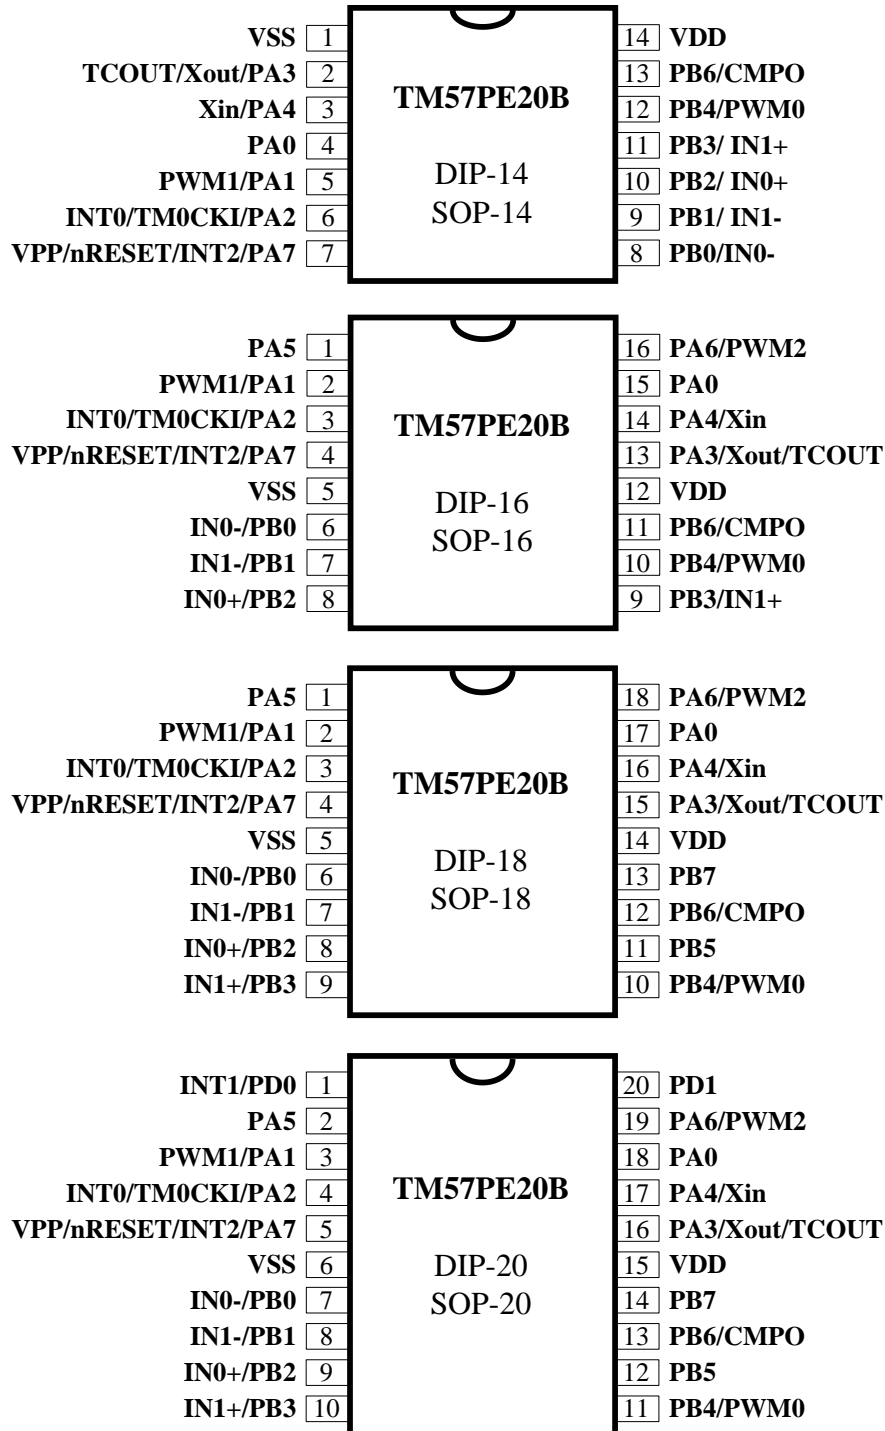 VSS 1 14 VDD
TCOUT/Xout/PA3 2 13 PB6/CMPO
Xin/PA4 3 TM57PE20B 12 PB4/PWM0
PA0 4 11 PB3/ IN1+
PWM1/PA1 5 DIP-14 10 PB2/ IN0+
INT0/TM0CKI/PA2 6 SOP-14 9 PB1/ IN1-
VPP/nRESET/INT2/PA7 7 8 PB0/IN0-
PA5 1 16 PA6/PWM2
PWM1/PA1 2 15 PA0
INT0/TM0CKI/PA2 3 TM57PE20B 14 PA4/Xin
VPP/nRESET/INT2/PA7 4 13 PA3/Xout/TCOUT
VSS 5 DIP-16 12 VDD
IN0-/PB0 6 SOP-16 11 PB6/CMPO
IN1-/PB1 7 10 PB4/PWM0
IN0+/PB2 8 9 PB3/IN1+
PA5 1 18 PA6/PWM2
PWM1/PA1 2 17 PA0
INT0/TM0CKI/PA2 3 TM57PE20B 16 PA4/Xin
VPP/nRESET/INT2/PA7 4 15 PA3/Xout/TCOUT
VSS 5 DIP-18 14 VDD
IN0-/PB0 6 SOP-18 13 PB7
IN1-/PB1 7 12 PB6/CMPO
IN0+/PB2 8 11 PB5
IN1+/PB3 9 10 PB4/PWM0
INT1/PD0 1 20 PD1
PA5 2 19 PA6/PWM2
PWM1/PA1 3 18 PA0
INT0/TM0CKI/PA2 4 TM57PE20B 17 PA4/Xin
VPP/nRESET/INT2/PA7 5 16 PA3/Xout/TCOUT
VSS 6 DIP-20 15 VDD
IN0-/PB0 7 SOP-20 14 PB7
IN1-/PB1 8 13 PB6/CMPO
IN0+/PB2 9 12 PB5
IN1+/PB3 10 11 PB4/PWM0